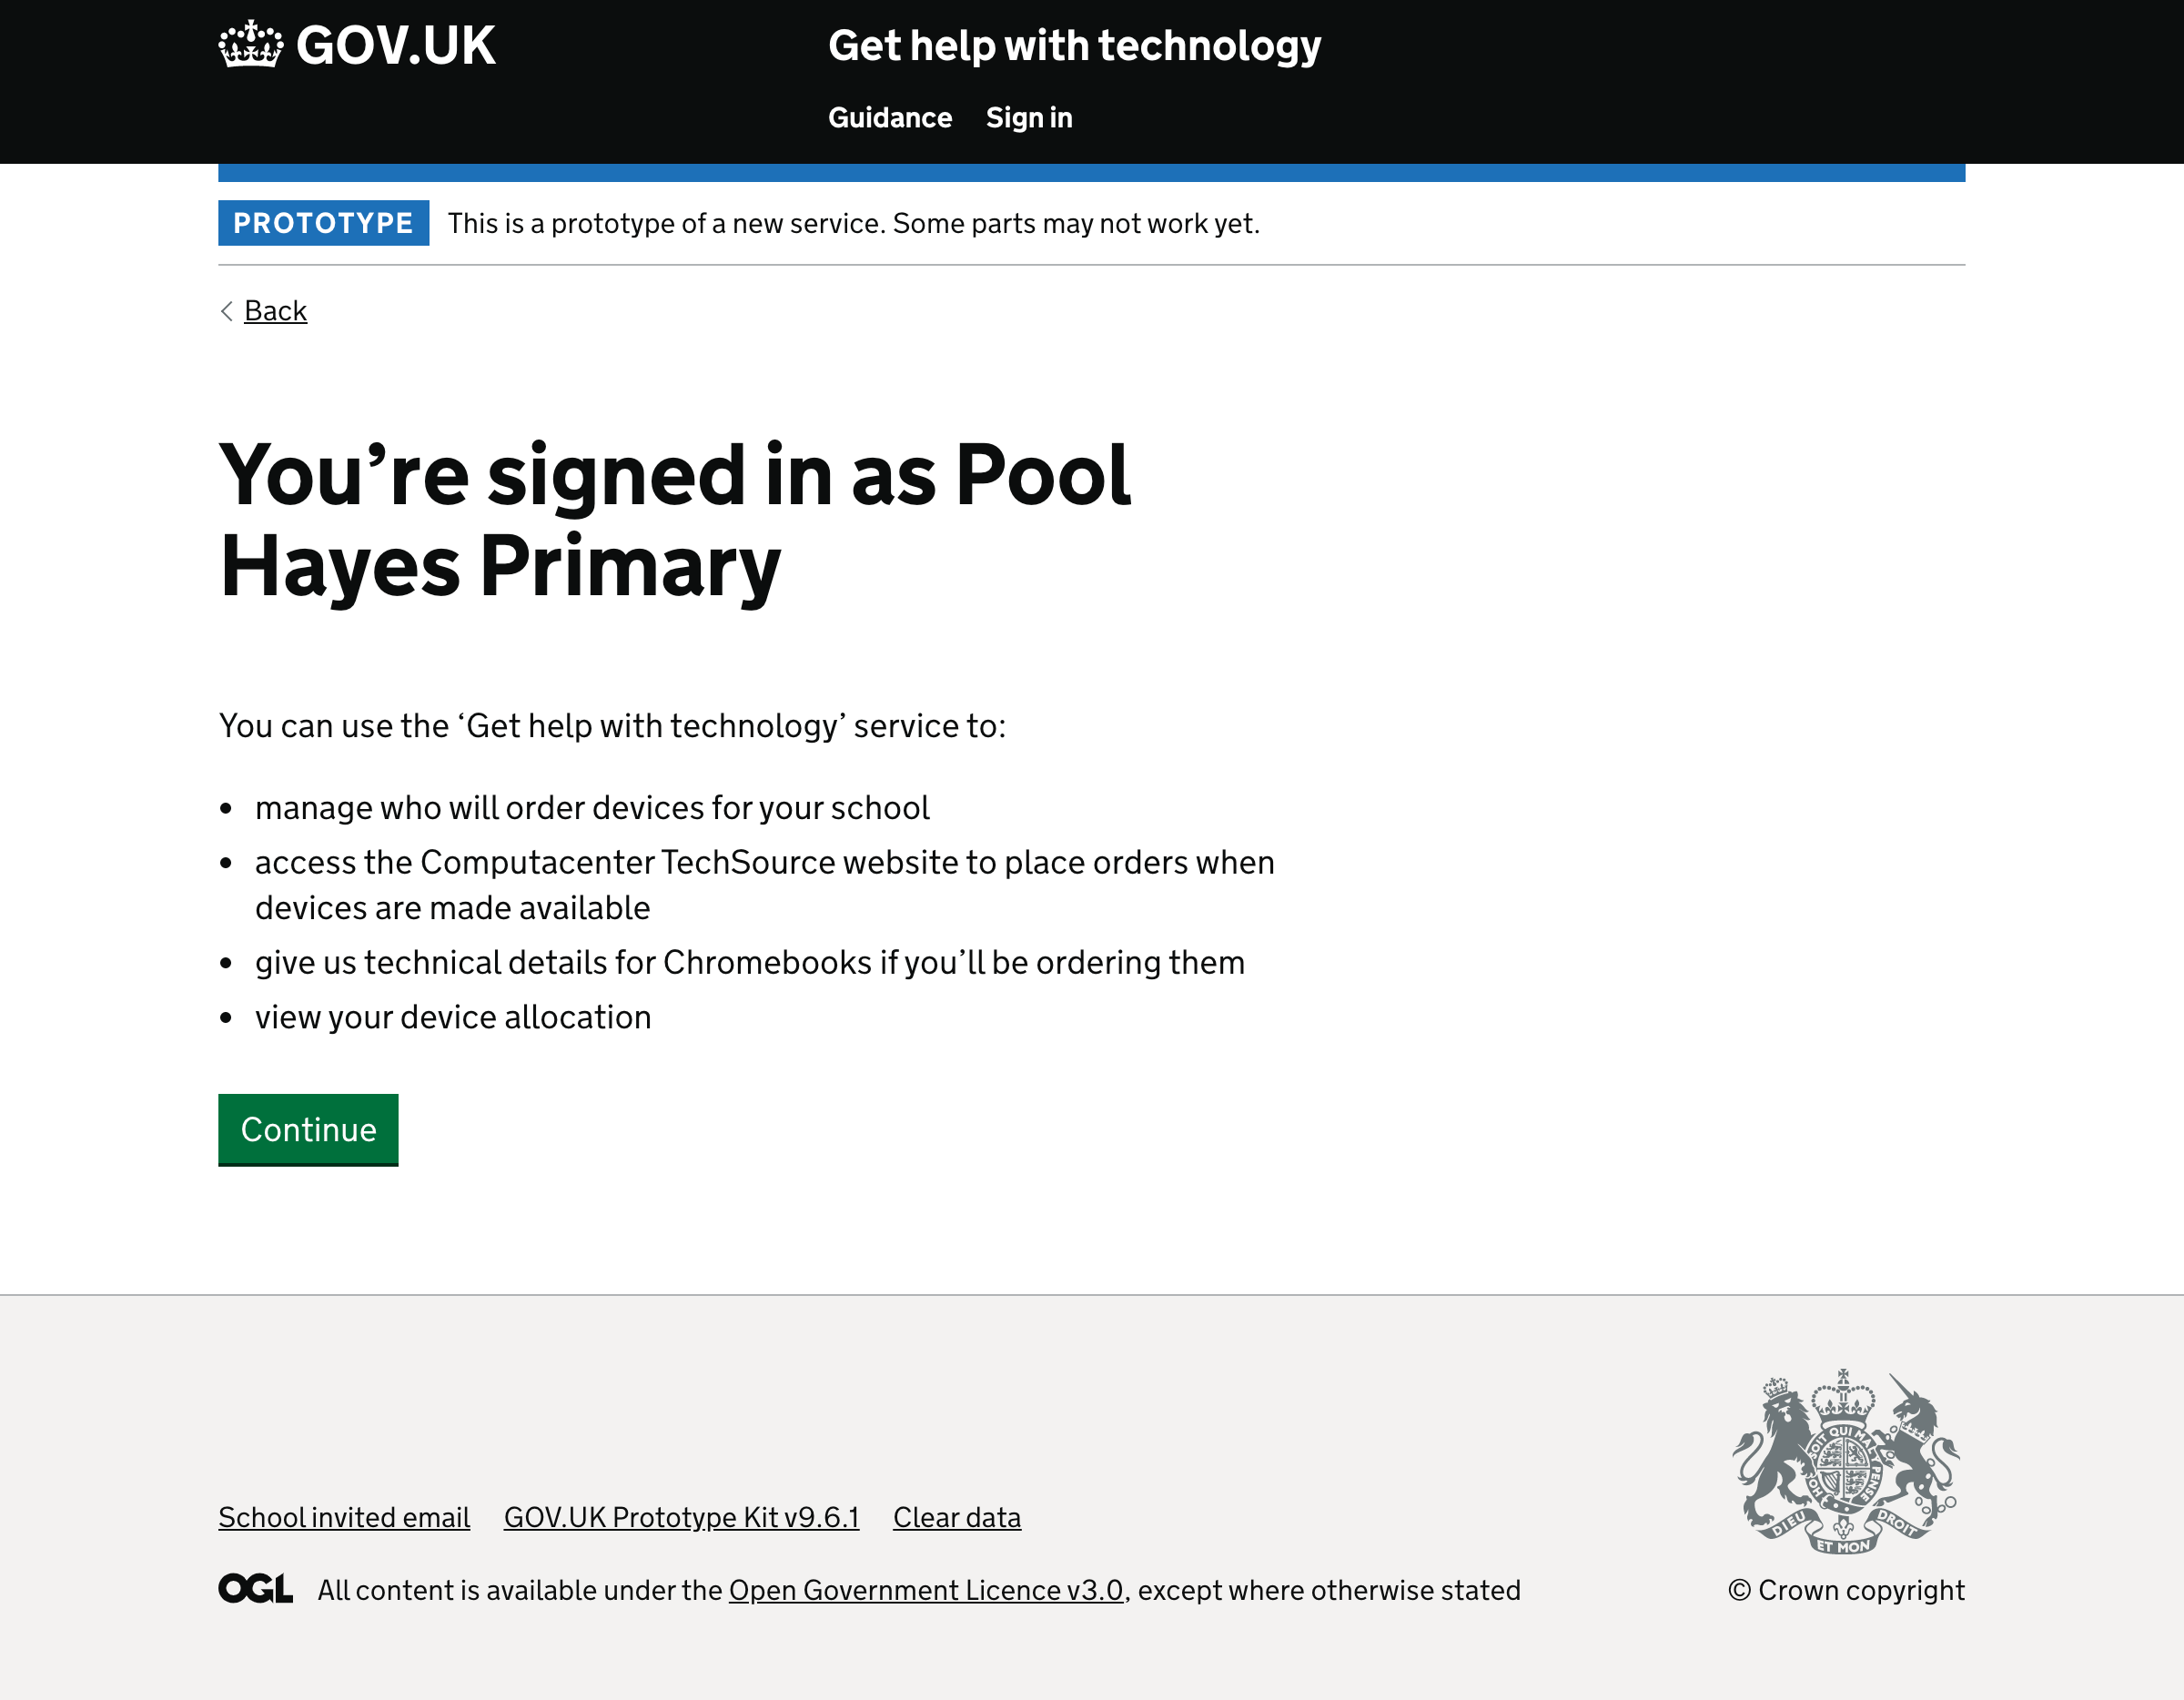 GOV.UK
Get help with technology
Guidance Sign in
PROTOTYPE This is a prototype of a new service. Some parts may not work yet.
Back
You’re signed in as Pool
Hayes Primary
You can use the ‘Get help with technology’ service to:
• manage who will order devices for your school
• access the Computacenter TechSource website to place orders when
devices are made available
• give us technical details for Chromebooks if you’ll be ordering them
• view your device allocation
Continue
School invited email GOV.UK Prototype Kit v9.6.1 Clear data
SOIT QUI MAL Y PENSE
DIEU ET MON DROIT
OGL All content is available under the Open Government Licence v3.0, except where otherwise stated
© Crown copyright